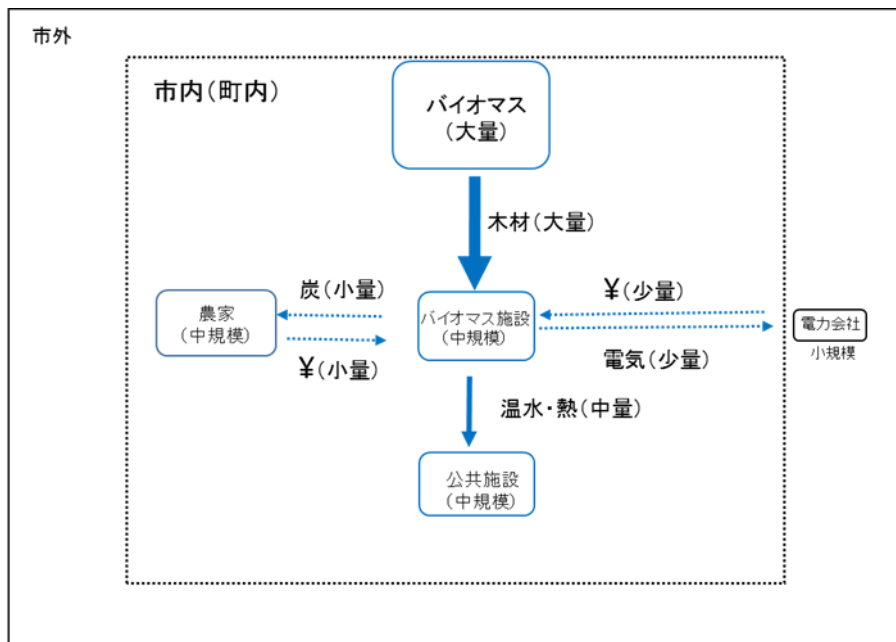 市外
市内(町内)
バイオマス
(大量)
木材(大量)
炭(小量)
¥(少量)
農家
(中規模)
バイオマス施設
(中規模)
電力会社
小規模
¥(小量)
電気(少量)
温水・熱(中量)
公共施設
(中規模)